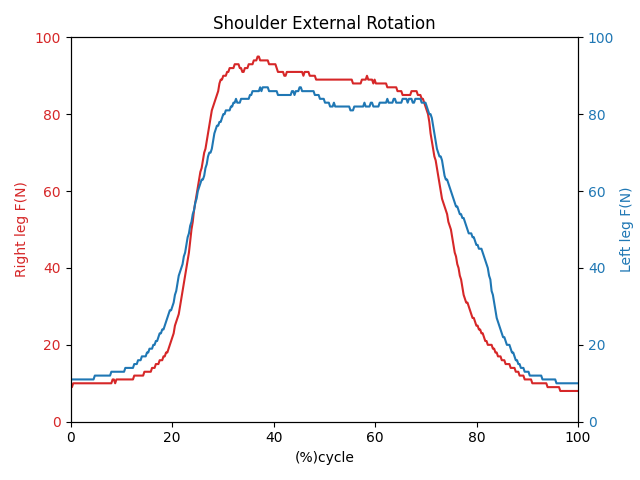 Shoulder External Rotation
100
80
60
40
20
0
Right leg F(N)
100
80
60
40
20
0
Left leg F(N)
0 20 40 60 80 100
(%)cycle